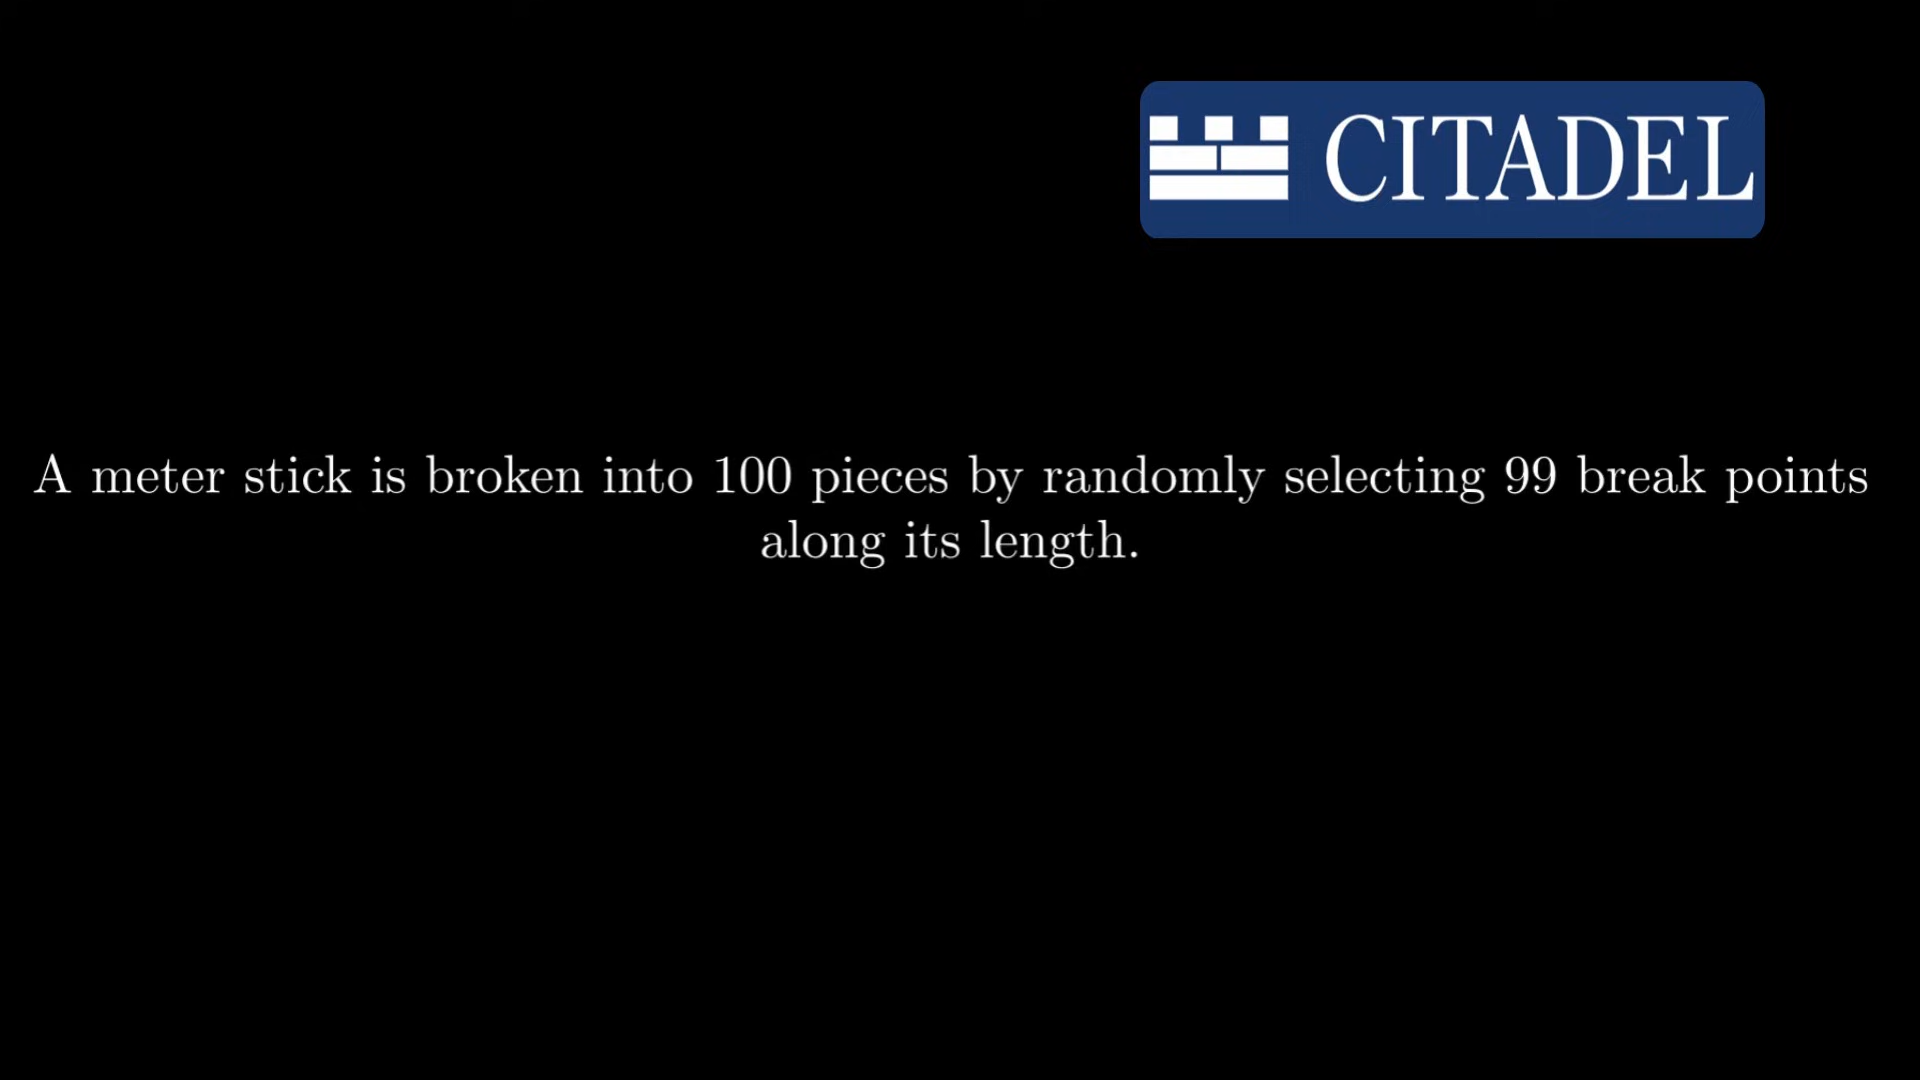 CITADEL
A meter stick is broken into 100 pieces by randomly selecting 99 break points
along its length.